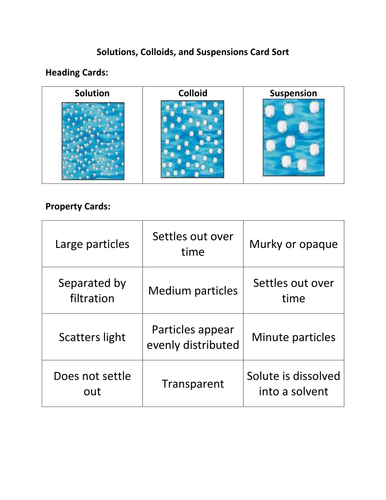 Solutions, Colloids, and Suspensions Card Sort
Heading Cards:
Solution
Colloid
Suspension
Property Cards:
Large particles
Settles out over
time
Murky or opaque
Separated by
filtration
Medium particles
Settles out over
time
Scatters light
Particles appear
evenly distributed
Minute particles
Does not settle
out
Transparent
Solute is dissolved
into a solvent